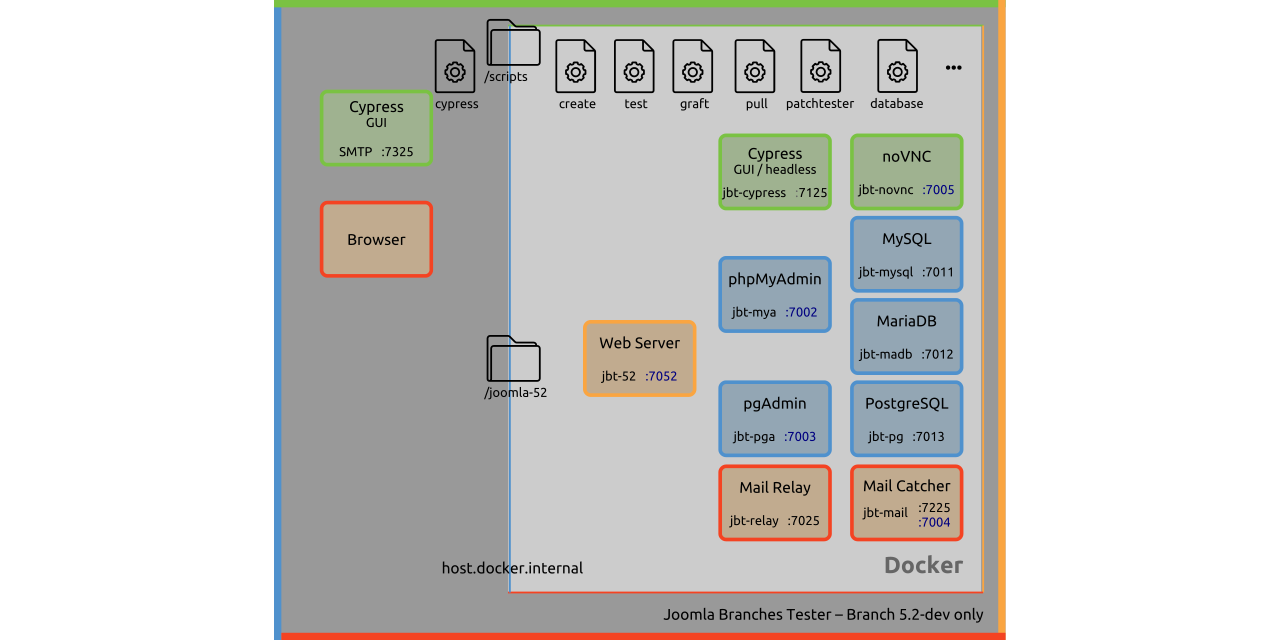 /scripts
cypress
create
test
graft
pull
patchtester
database
...
Cypress
GUI
SMTP :7325
Browser
Cypress
GUI / headless
jbt-cypress :7125
noVNC
jbt-novnc :7005
MySQL
jbt-mysql :7011
phpMyAdmin
jbt-mya :7002
MariaDB
jbt-madb :7012
Web Server
jbt-52 :7052
/joomla-52
pgAdmin
jbt-pga :7003
PostgreSQL
jbt-pg :7013
Mail Relay
jbt-relay :7025
Mail Catcher
jbt-mail :7225
:7004
host.docker.internal
Docker
Joomla Branches Tester – Branch 5.2-dev only